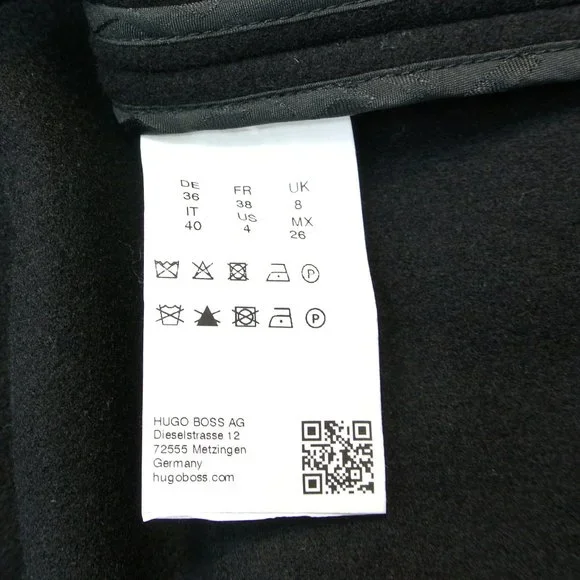 DE FR UK
36 38 8
IT US MX
40 4 26
P
P
HUGO BOSS AG
Dieselstrasse 12
72555 Metzingen
Germany
hugoboss.com